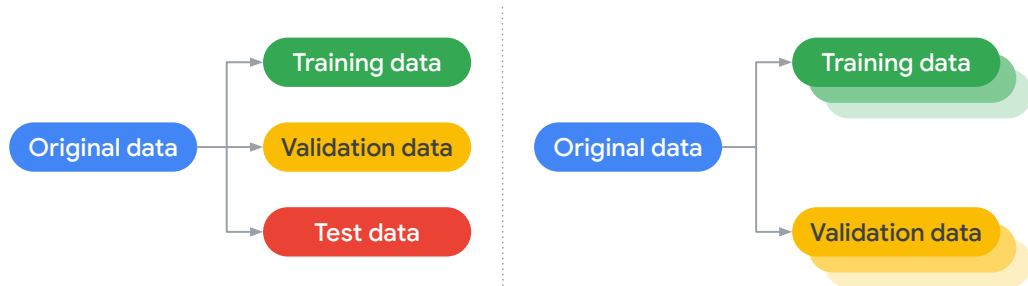 Training data
Original data
Validation data
Test data
Training data
Original data
Validation data